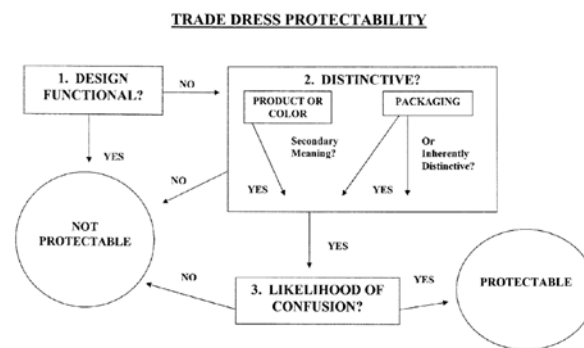 TRADE DRESS PROTECTABILITY
1. DESIGN
FUNCTIONAL?
NO
2. DISTINCTIVE?
PRODUCT OR
COLOR
PACKAGING
Secondary
Meaning?
Or
Inherently
Distinctive?
YES
YES
YES
NO
NOT
PROTECTABLE
YES
NO
3. LIKELIHOOD OF
CONFUSION?
YES
PROTECTABLE